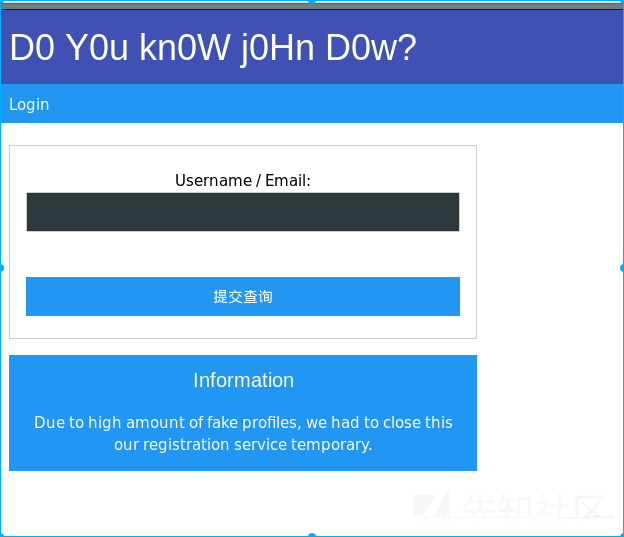 D0 Y0u kn0W j0Hn D0w?
Login
Username / Email:
提交查询
Information
Due to high amount of fake profiles, we had to close this
our registration service temporary.
先知社区